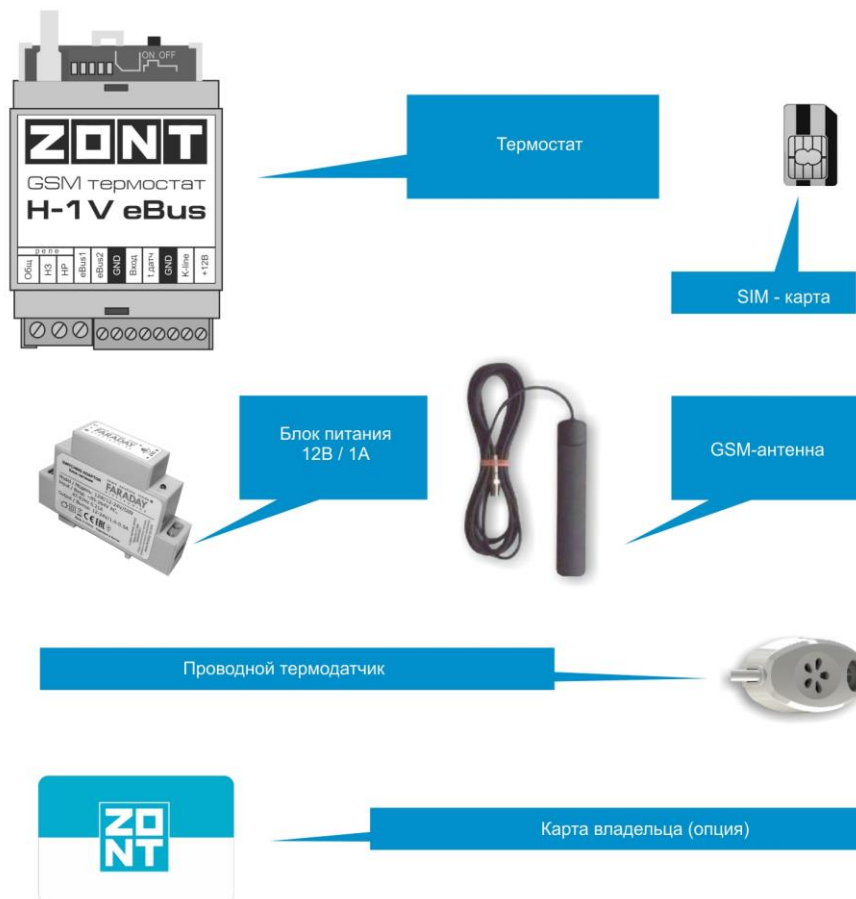 ON OFF
ZONT
GSM термостат
H-1V eBus
реле
Общ
НЗ
НР
eBus1
eBus2
GND
Вход
t датч
GND
K-line
+12В
Термостат
SIM - карта
FARADAY
FARADAY
Блок питания
12В / 1А
GSM-антенна
Проводной термодатчик
ZO
NT
Карта владельца (опция)